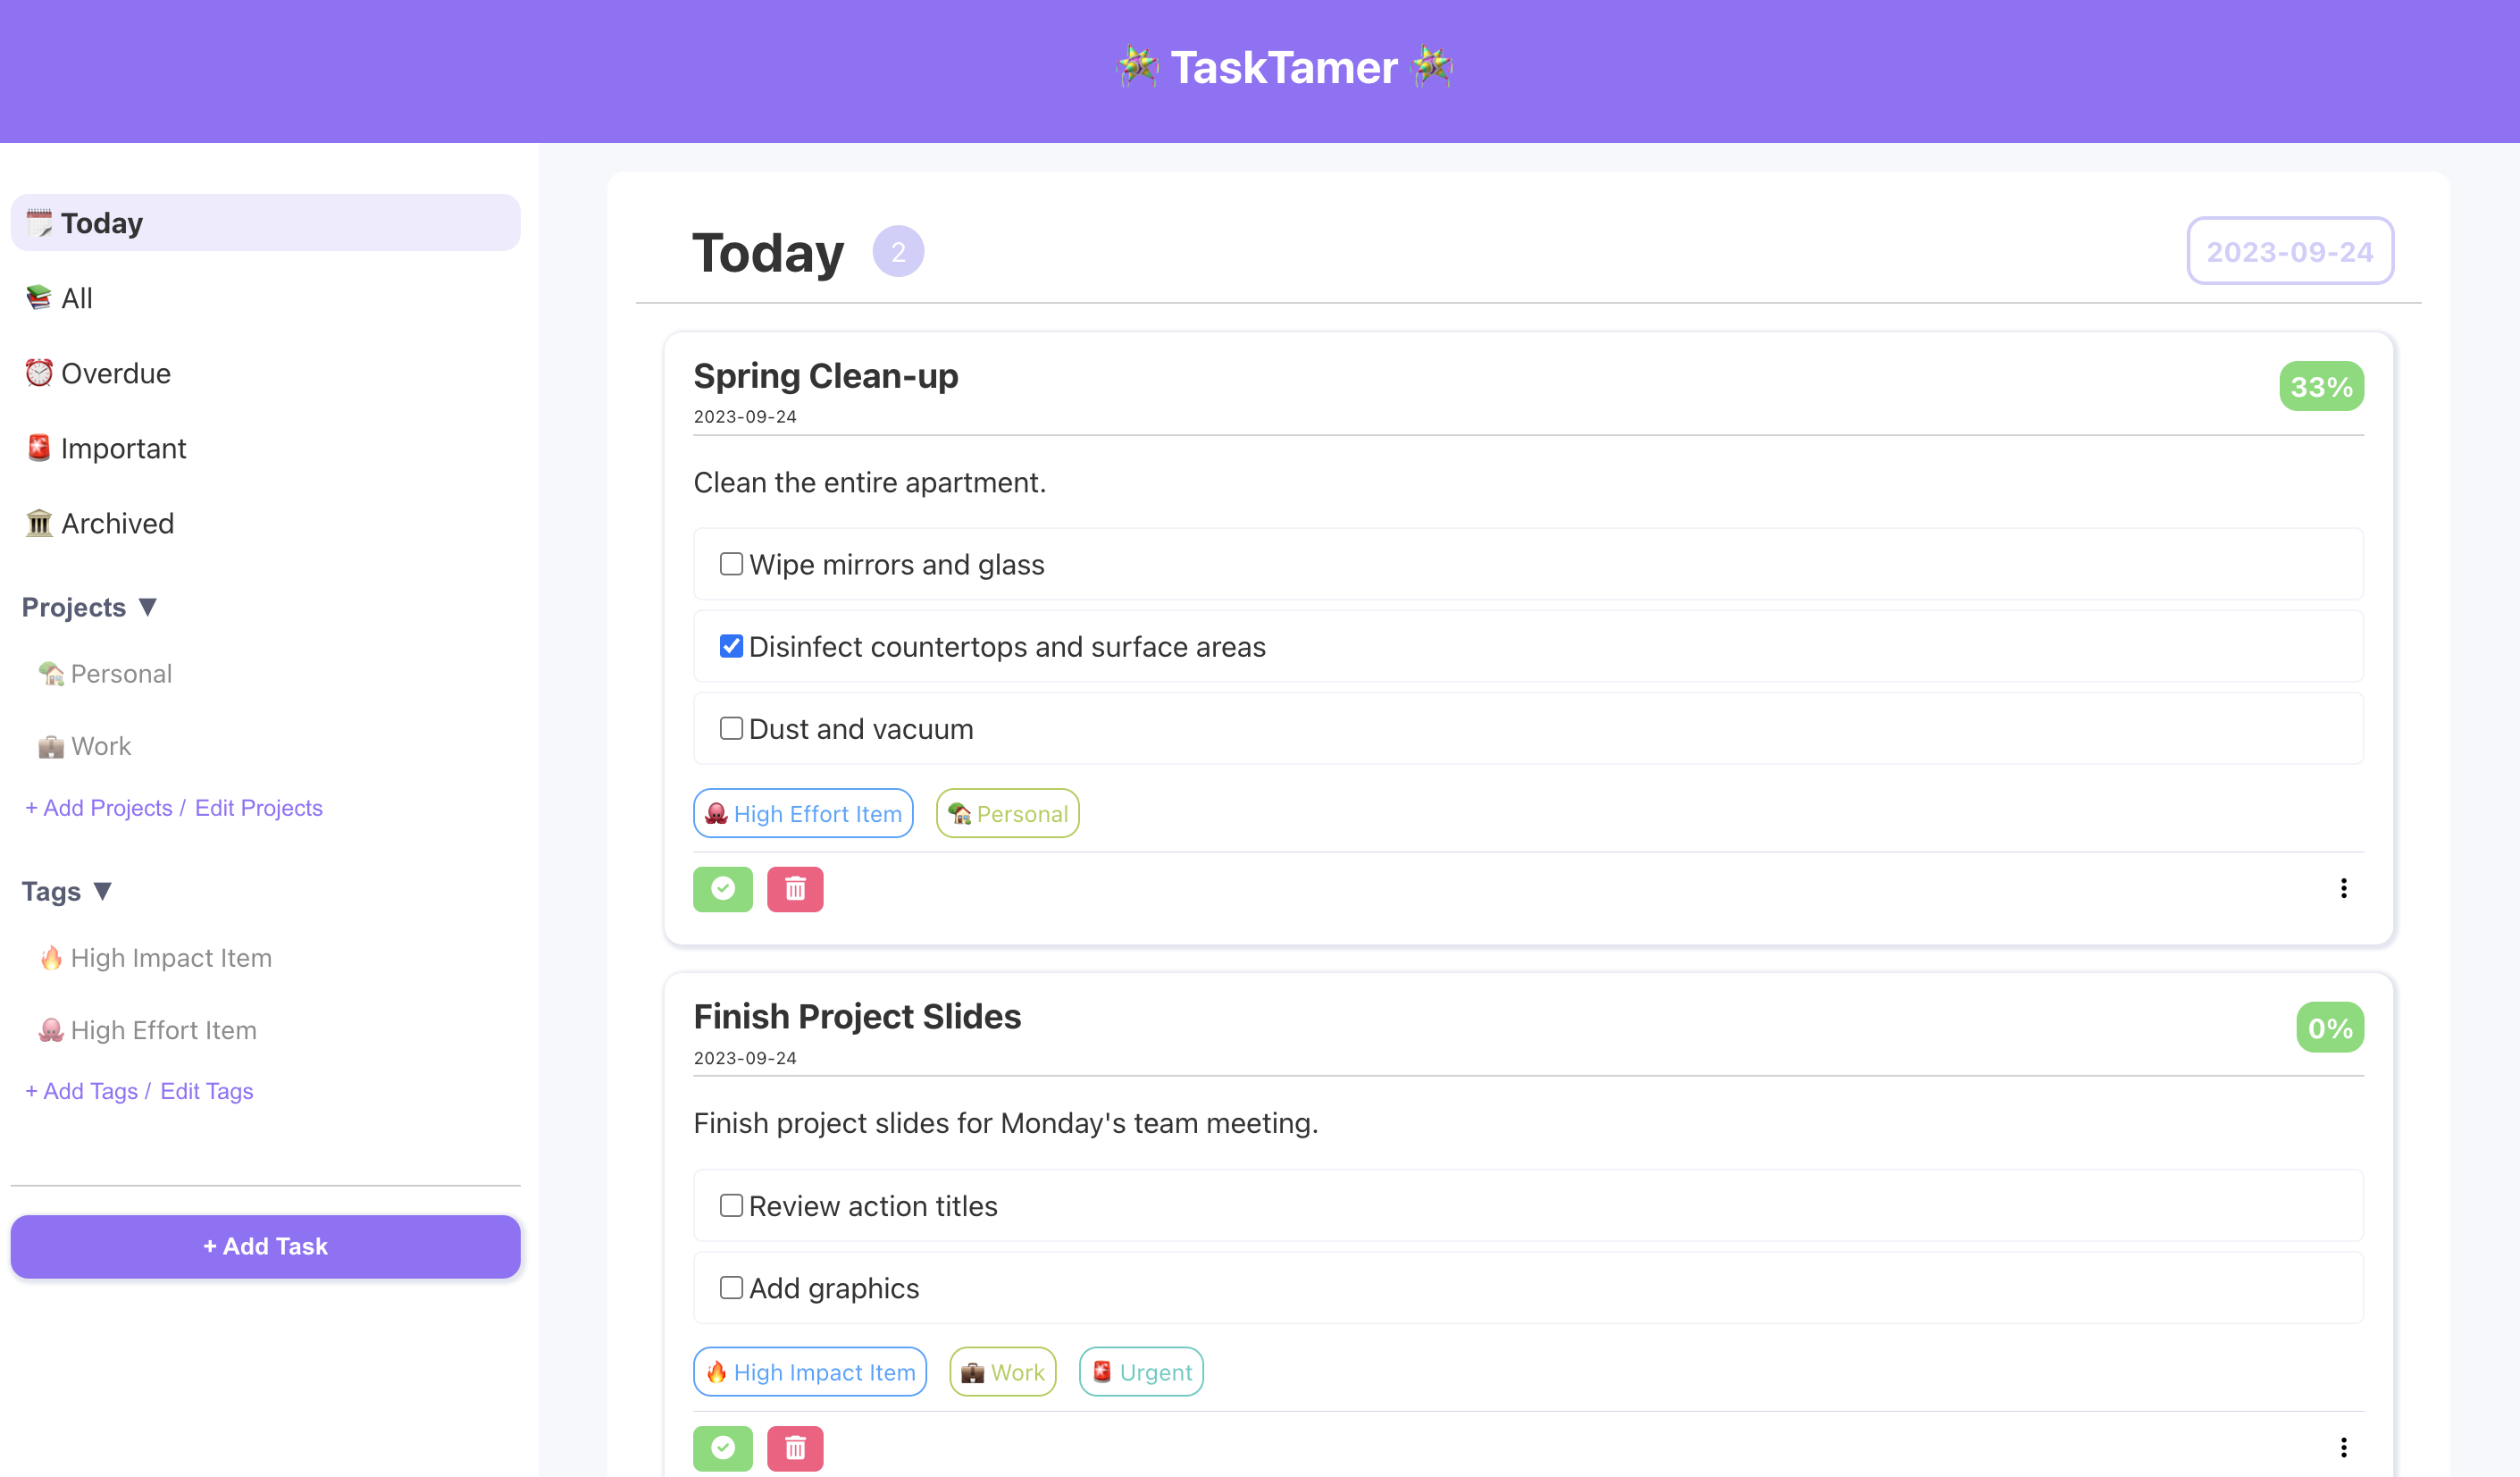 TaskTamer
Today
All
Overdue
Important
Archived
Projects ▼
Personal
Work
+ Add Projects / Edit Projects
Tags ▼
High Impact Item
High Effort Item
+ Add Tags / Edit Tags
+ Add Task
Today 2 2023-09-24
Spring Clean-up 33%
2023-09-24
Clean the entire apartment.
Wipe mirrors and glass
Disinfect countertops and surface areas
Dust and vacuum
High Effort Item Personal
Finish Project Slides 0%
2023-09-24
Finish project slides for Monday's team meeting.
Review action titles
Add graphics
High Impact Item Work Urgent